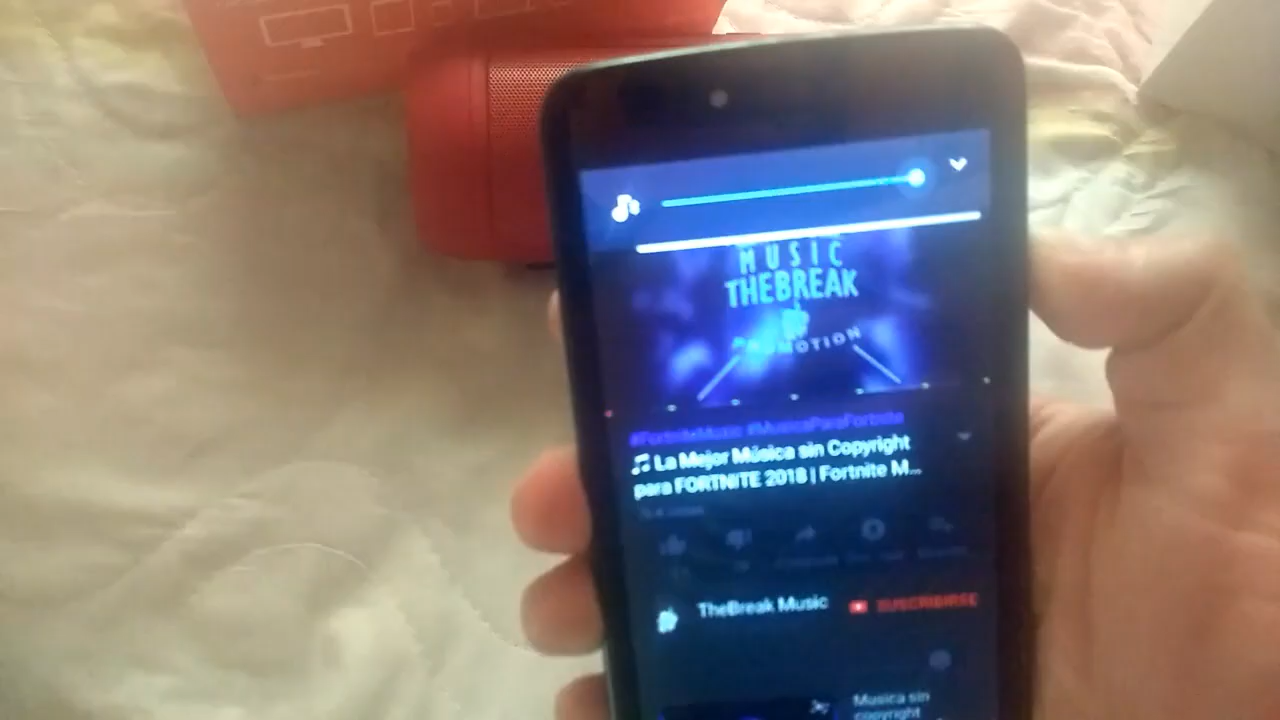 MUSIC
THEBREAK
PROMOTION
#FortniteMusic #MusicaParaFortnite
La Mejor Música sin Copyright
para FORTNITE 2018 | Fortnite M...
TheBreak Music
SUSCRIBIRSE
Musica sin
copyright